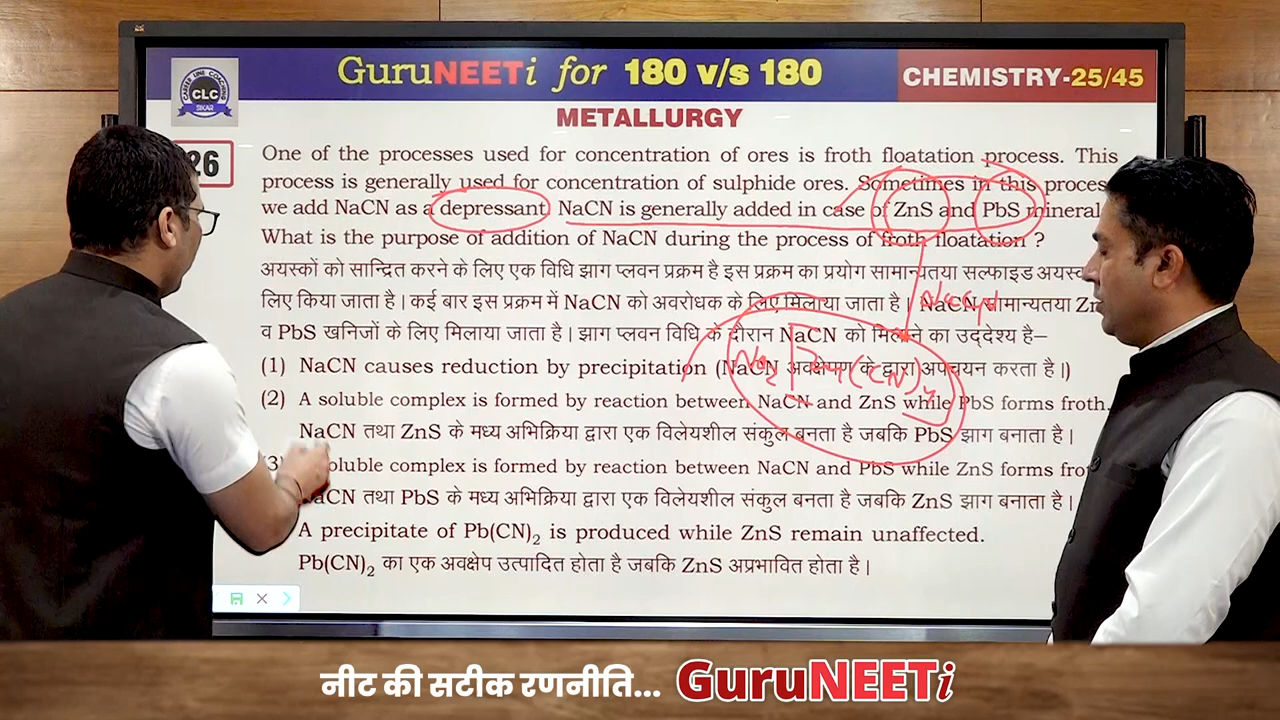 GuruNEETi for 180 v/s 180
CHEMISTRY-25/45
CAREER LINE COACHING
CLC
SIKAR
METALLURGY
26
One of the processes used for concentration of ores is froth floatation process. This
process is generally used for concentration of sulphide ores. Sometimes in this process
we add NaCN as a depressant. NaCN is generally added in case of ZnS and PbS mineral
What is the purpose of addition of NaCN during the process of froth floatation ?
अयस्कों को सान्द्रित करने के लिए एक विधि झाग प्लवन प्रक्रम है इस प्रक्रम का प्रयोग सामान्यतया सल्फाइड
लिए किया जाता है। कई बार इस प्रक्रम में NaCN को अवरोधक के लिए मिलाया जाता है। NaCN सामान्यतया
NaCN
व PbS खनिजों के लिए मिलाया जाता है। झाग प्लवन विधि के दौरान NaCN को मिलाने का उद्देश्य है–
Na2[Zn(CN)4
(1) NaCN causes reduction by precipitation (NaCN अवक्षेपण के द्वारा अपचयन करता है।)
(2) A soluble complex is formed by reaction between NaCN and ZnS while PbS forms froth.
NaCN तथा ZnS के मध्य अभिक्रिया द्वारा एक विलेयशील संकुल बनता है जबकि PbS झाग बनाता है।
soluble complex is formed by reaction between NaCN and PbS while ZnS forms
NaCN तथा PbS के मध्य अभिक्रिया द्वारा एक विलेयशील संकुल बनता है जबकि ZnS झाग बनाता है।
A precipitate of Pb(CN)2 is produced while ZnS remain unaffected.
Pb(CN)2 का एक अवक्षेप उत्पादित होता है जबकि ZnS अप्रभावित होता है।
नीट की सटीक रणनीति... GuruNEETi